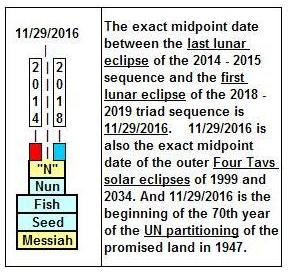 11/29/2016
2014
2018
"N"
Nun
Fish
Seed
Messiah
The exact midpoint date
between the last lunar
eclipse of the 2014 - 2015
sequence and the first
lunar eclipse of the 2018 -
2019 triad sequence is
11/29/2016. 11/29/2016 is
also the exact midpoint
date of the outer Four Tavs
solar eclipses of 1999 and
2034. And 11/29/2016 is the
beginning of the 70th year
of the UN partitioning of the
promised land in 1947.